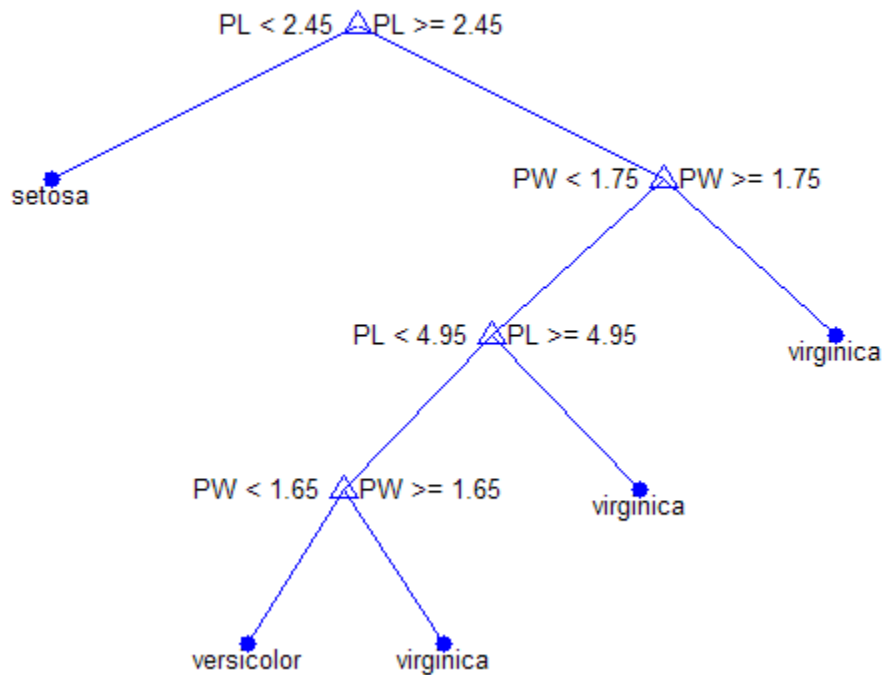 PL < 2.45 PL >= 2.45
setosa
PW < 1.75 PW >= 1.75
PL < 4.95 PL >= 4.95
virginica
PW < 1.65 PW >= 1.65
virginica
versicolor
virginica